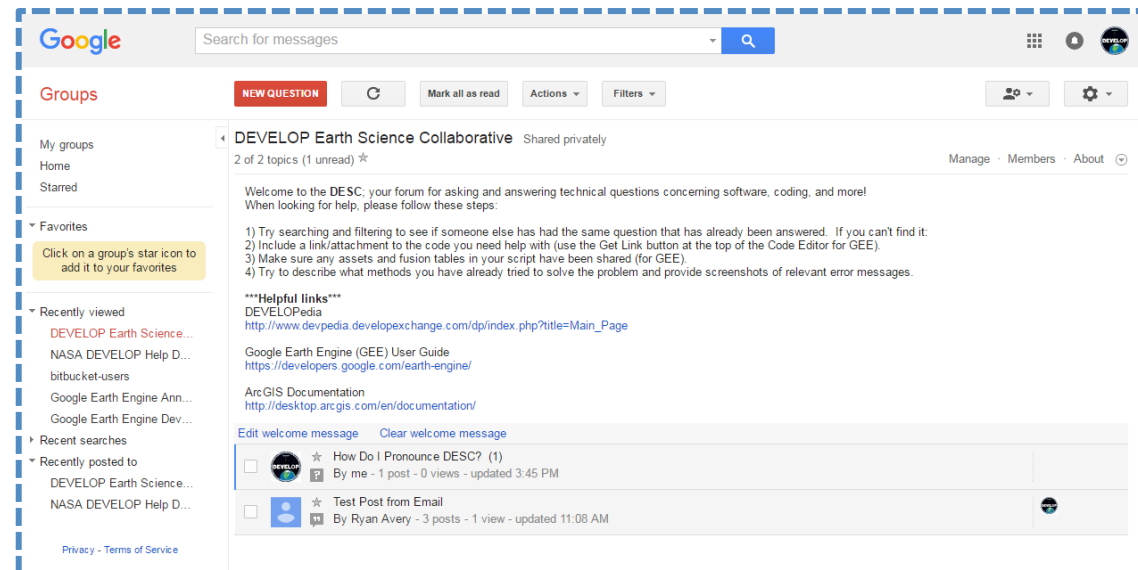 Google
Search for messages
DEVELOP
Groups
NEW QUESTION
Mark all as read
Actions
Filters
My groups
Home
Starred
Favorites
Click on a group's star icon to
add it to your favorites
Recently viewed
DEVELOP Earth Science...
NASA DEVELOP Help D...
bitbucket-users
Google Earth Engine Ann...
Google Earth Engine Dev...
Recent searches
Recently posted to
DEVELOP Earth Science...
NASA DEVELOP Help D...
Privacy - Terms of Service
DEVELOP Earth Science Collaborative Shared privately
2 of 2 topics (1 unread)
Manage · Members · About
Welcome to the DESC; your forum for asking and answering technical questions concerning software, coding, and more!
When looking for help, please follow these steps:
1) Try searching and filtering to see if someone else has had the same question that has already been answered. If you can't find it:
2) Include a link/attachment to the code you need help with (use the Get Link button at the top of the Code Editor for GEE).
3) Make sure any assets and fusion tables in your script have been shared (for GEE).
4) Try to describe what methods you have already tried to solve the problem and provide screenshots of relevant error messages.
***Helpful links***
DEVELOPedia
http://www.devpedia.developexchange.com/dp/index.php?title=Main_Page
Google Earth Engine (GEE) User Guide
https://developers.google.com/earth-engine/
ArcGIS Documentation
http://desktop.arcgis.com/en/documentation/
Edit welcome message Clear welcome message
DEVELOP
How Do I Pronounce DESC? (1)
By me - 1 post - 0 views - updated 3:45 PM
Test Post from Email
By Ryan Avery - 3 posts - 1 view - updated 11:08 AM
DEVELOP